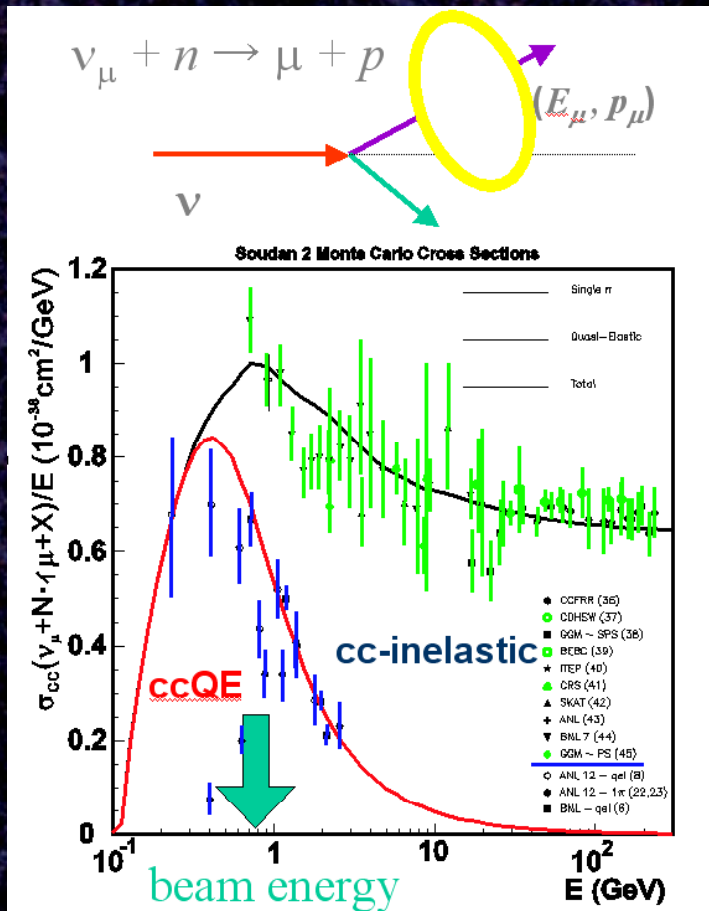 ν_μ + n → μ + p
(E_μ, p_μ)
ν
Soudan 2 Monte Carlo Cross Sections
σ_CC(ν_μ+N→μ+X)/E (10^-38cm^2/GeV)
1.2
1
0.8
0.6
0.4
0.2
0
Single π
Quasi-Elastic
Total
cc-inelastic
ccQE
CCFRR (36)
CDHSW (37)
GGM - SPS (38)
BEBC (39)
ITEP (40)
CRS (41)
SKAT (42)
ANL (43)
BNL 7 (44)
GGM - PS (45)
ANL 12 - qel (8)
ANL 12 - 1π (22,23)
BNL - qel (6)
10^-1
1
10
10^2
E (GeV)
beam energy